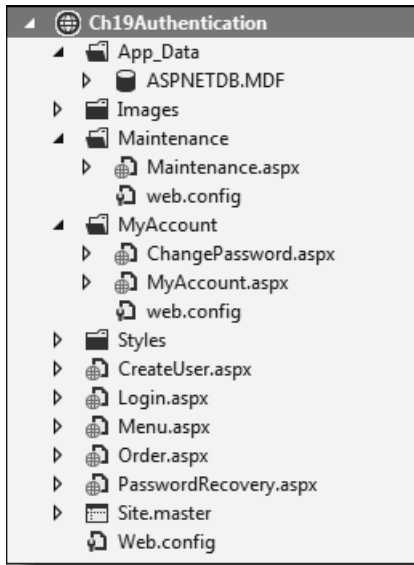 Ch19Authentication
App_Data
ASPNETDB.MDF
Images
Maintenance
Maintenance.aspx
web.config
MyAccount
ChangePassword.aspx
MyAccount.aspx
web.config
Styles
CreateUser.aspx
Login.aspx
Menu.aspx
Order.aspx
PasswordRecovery.aspx
Site.master
Web.config